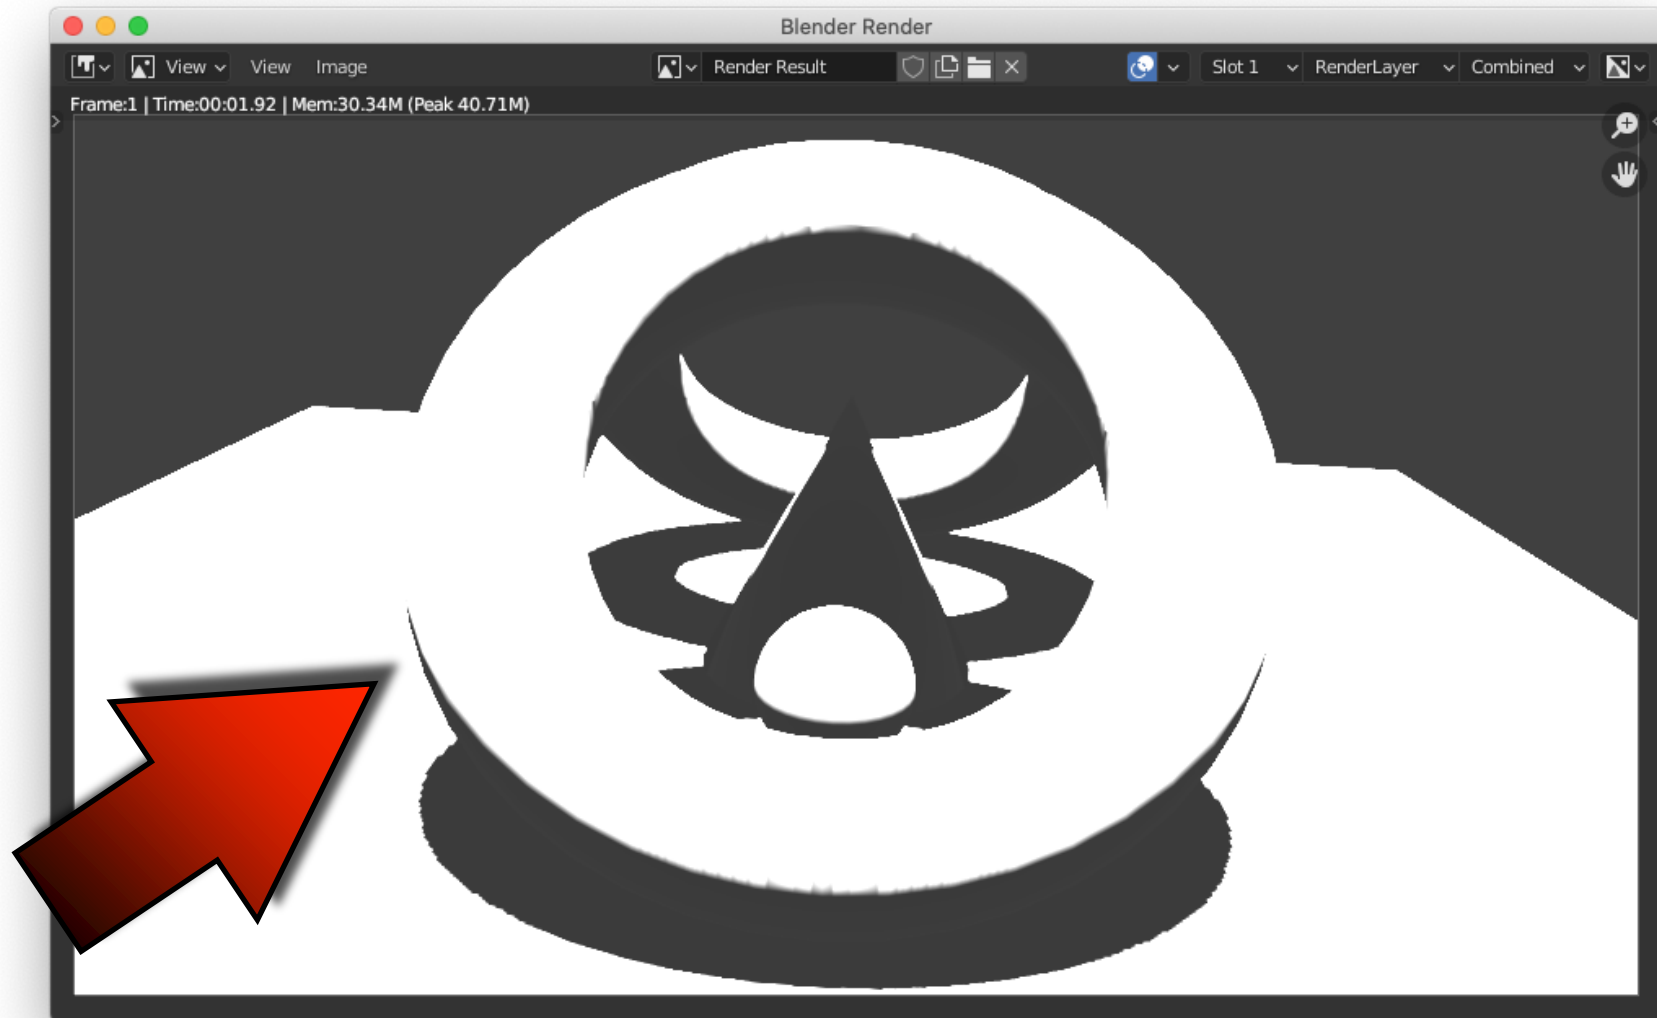 Blender Render
View View Image Render Result Slot 1 RenderLayer Combined
Frame:1 | Time:00:01.92 | Mem:30.34M (Peak 40.71M)